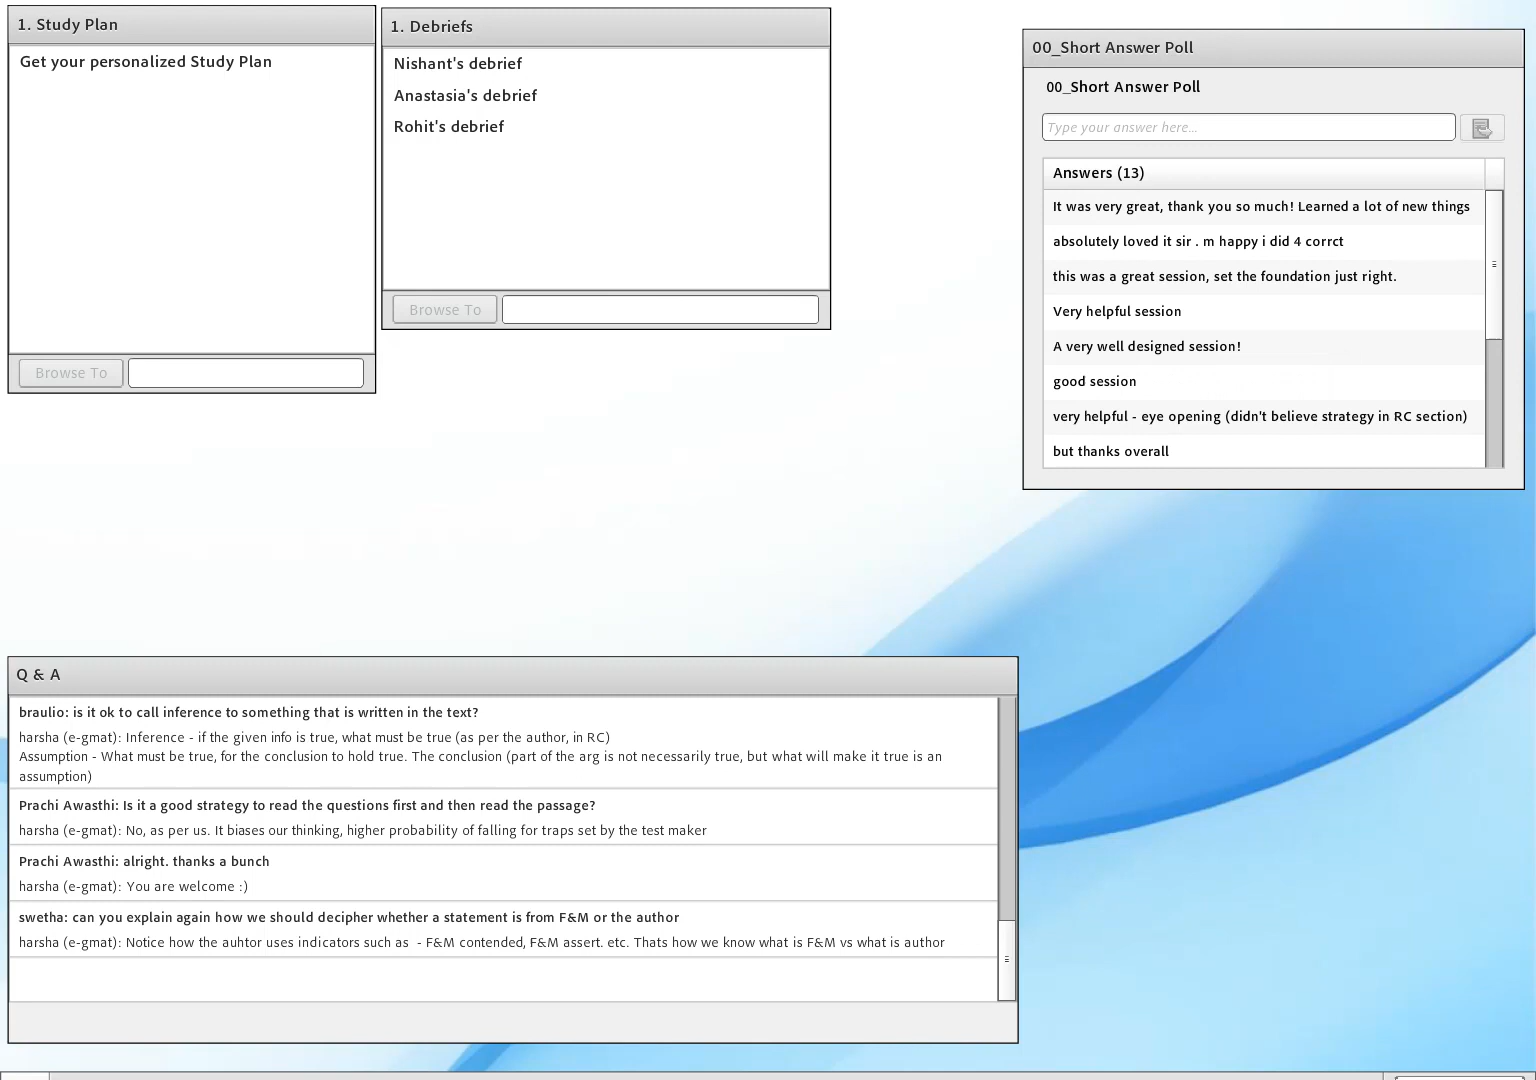 1. Study Plan
Get your personalized Study Plan
Browse To
1. Debriefs
Nishant's debrief
Anastasia's debrief
Rohit's debrief
Browse To
00_Short Answer Poll
00_Short Answer Poll
Type your answer here...
Answers (13)
It was very great, thank you so much! Learned a lot of new things
absolutely loved it sir . m happy i did 4 corrct
this was a great session, set the foundation just right.
Very helpful session
A very well designed session!
good session
very helpful - eye opening (didn't believe strategy in RC section)
but thanks overall
Q & A
braulio: is it ok to call inference to something that is written in the text?
harsha (e-gmat): Inference - if the given info is true, what must be true (as per the author, in RC)
Assumption - What must be true, for the conclusion to hold true. The conclusion (part of the arg is not necessarily true, but what will make it true is an
assumption)
Prachi Awasthi: Is it a good strategy to read the questions first and then read the passage?
harsha (e-gmat): No, as per us. It biases our thinking, higher probability of falling for traps set by the test maker
Prachi Awasthi: alright. thanks a bunch
harsha (e-gmat): You are welcome :)
swetha: can you explain again how we should decipher whether a statement is from F&M or the author
harsha (e-gmat): Notice how the auhtor uses indicators such as  - F&M contended, F&M assert. etc. Thats how we know what is F&M vs what is author